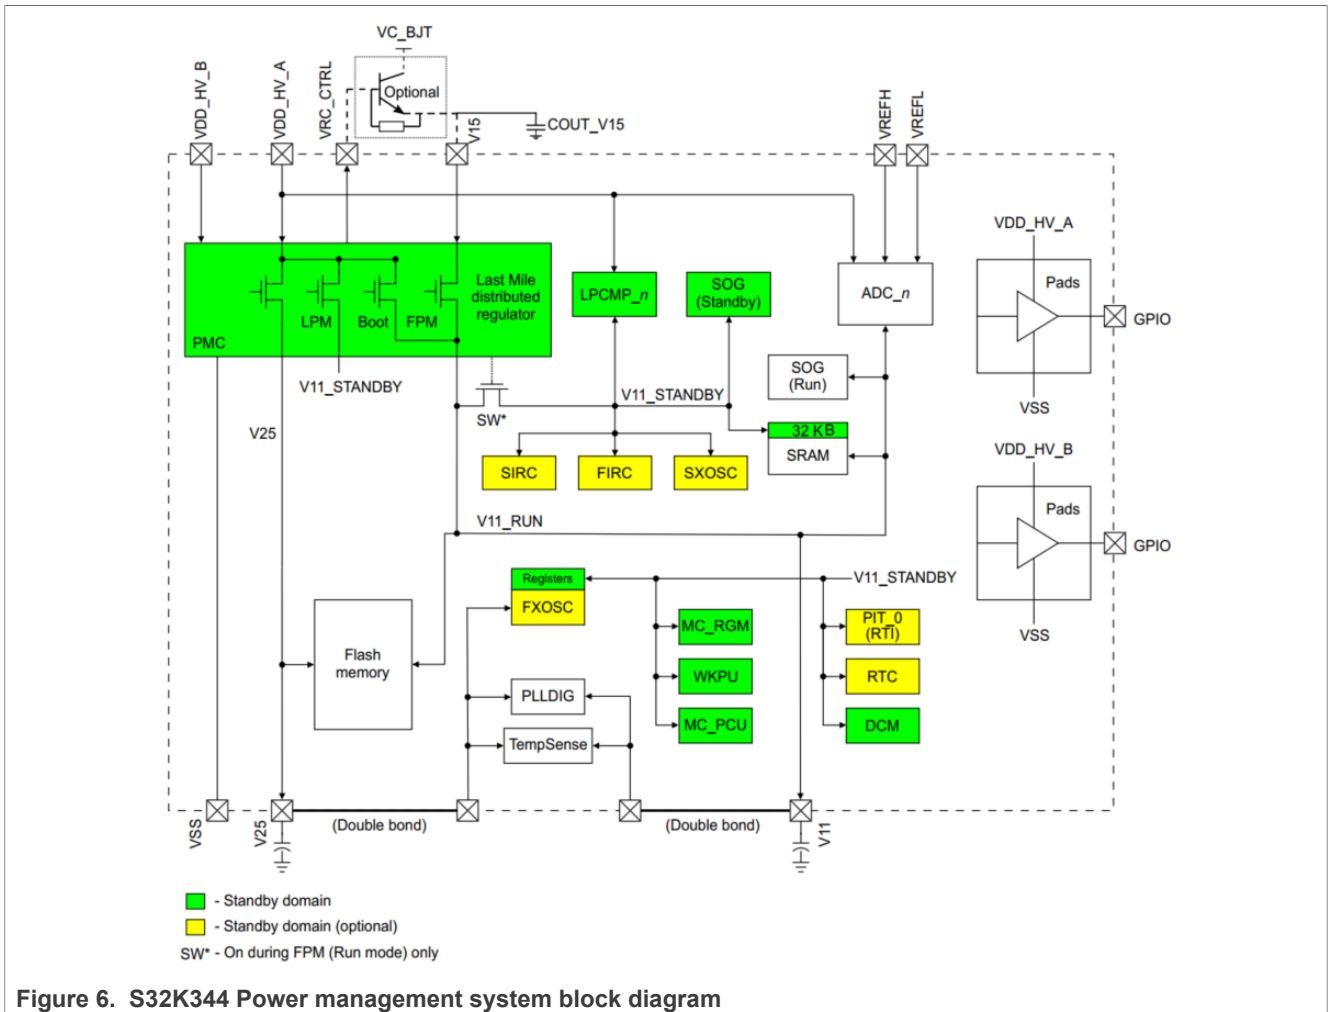 VC_BJT
VDD_HV_B
VDD_HV_A
VRC_CTRL
Optional
V15
COUT_V15
VREFH
VREFL
VDD_HV_A
Pads
GPIO
VSS
Last Mile
distributed
regulator
LPM
Boot
FPM
PMC
LPCMP_n
SOG
(Standby)
ADC_n
V11_STANDBY
SW*
V11_STANDBY
SOG
(Run)
V25
32 KB
SRAM
SIRC
FIRC
SXOSC
VDD_HV_B
Pads
GPIO
VSS
V11_RUN
Registers
FXOSC
V11_STANDBY
MC_RGM
PIT_0
(RTI)
Flash
memory
WKPU
RTC
PLLDIG
MC_PCU
DCM
TempSense
VSS
V25
(Double bond)
(Double bond)
V11
- Standby domain
- Standby domain (optional)
SW* - On during FPM (Run mode) only
Figure 6. S32K344 Power management system block diagram